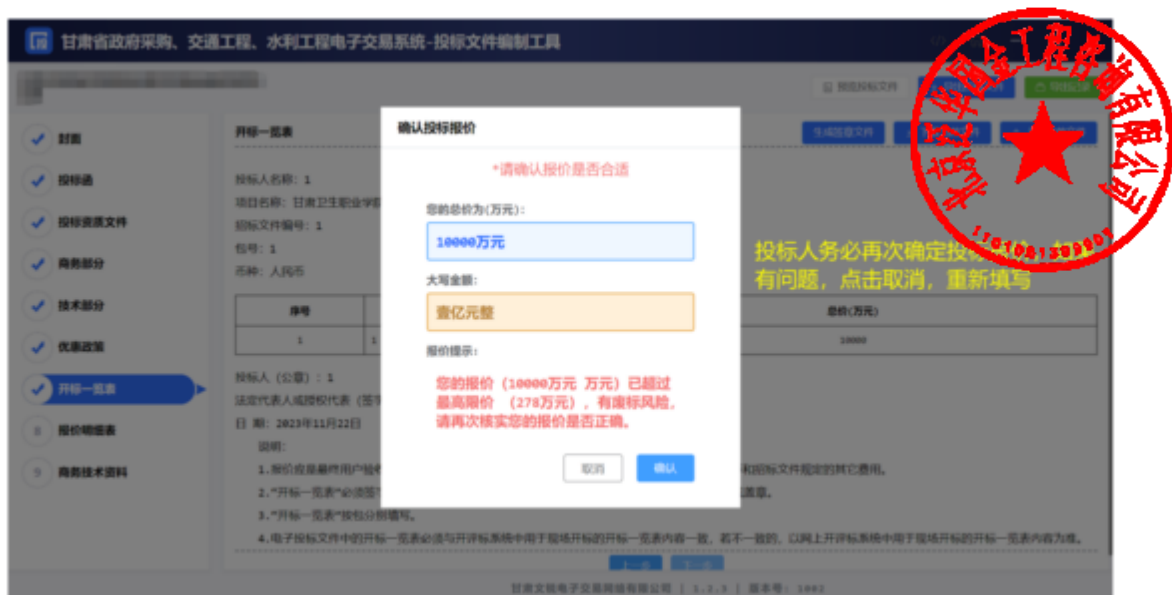 甘肃省政府采购、交通工程、水利工程电子交易系统-投标文件编制工具
预览投标文件
封面
投标函
投标资质文件
商务部分
技术部分
优惠政策
开标一览表
8 报价明细表
9 商务技术资料
开标一览表
生成签章文件
投标人名称：1
项目名称：甘肃卫生职业学院
招标文件编号：1
包号：1
币种：人民币
序号
总价(万元)
1
1
10000
投标人（公章）：1
法定代表人或授权代表（签字
日 期：2023年11月22日
说明：
1.报价应是最终用户验收
和招标文件规定的其它费用。
2."开标一览表"必须签
盖章。
3."开标一览表"按包分别填写。
4.电子投标文件中的开标一览表必须与开评标系统中用于现场开标的开标一览表内容一致，若不一致的，以网上开评标系统中用于现场开标的开标一览表内容为准。
上一步
下一步
确认投标报价
*请确认报价是否合适
您的总价为(万元)：
10000万元
大写金额：
壹亿元整
报价提示：
您的报价（10000万元 万元）已超过
最高限价 （278万元），有废标风险，
请再次核实您的报价是否正确。
取消
确认
投标人务必再次确定投标
有问题，点击取消，重新填写
甘肃文锐电子交易网络有限公司 | 1.2.3 | 版本号：1002